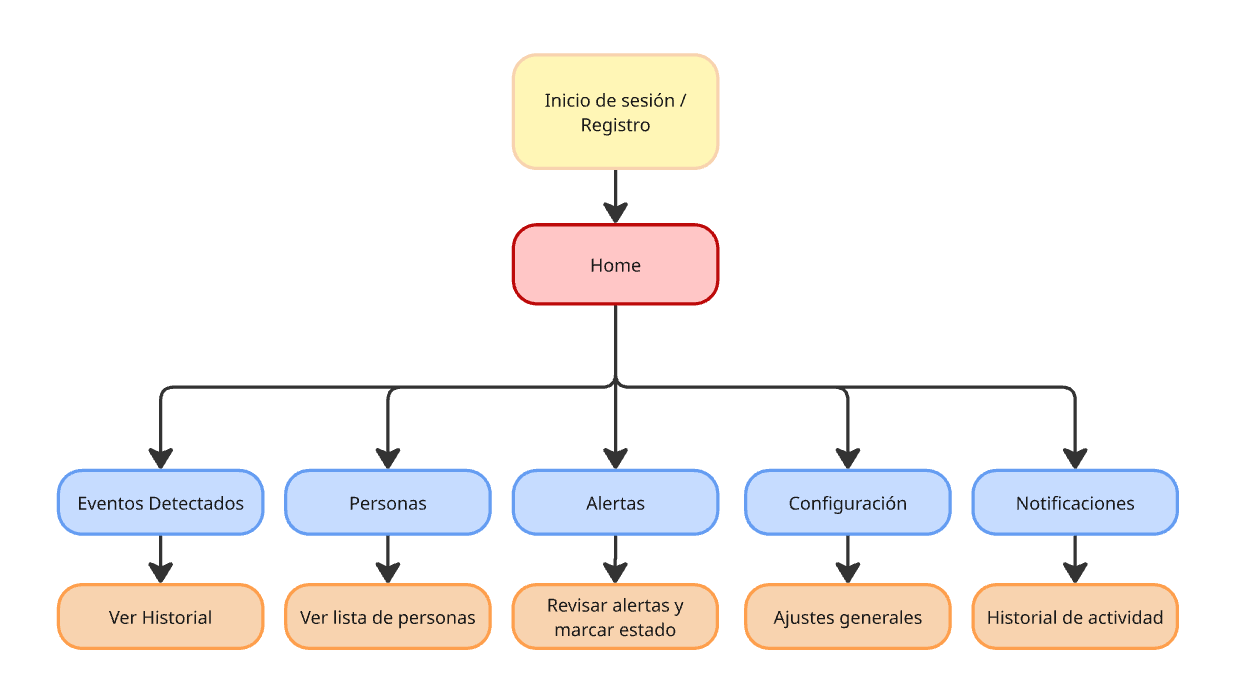 Inicio de sesión /
Registro
Home
Eventos Detectados
Personas
Alertas
Configuración
Notificaciones
Ver Historial
Ver lista de personas
Revisar alertas y
marcar estado
Ajustes generales
Historial de actividad